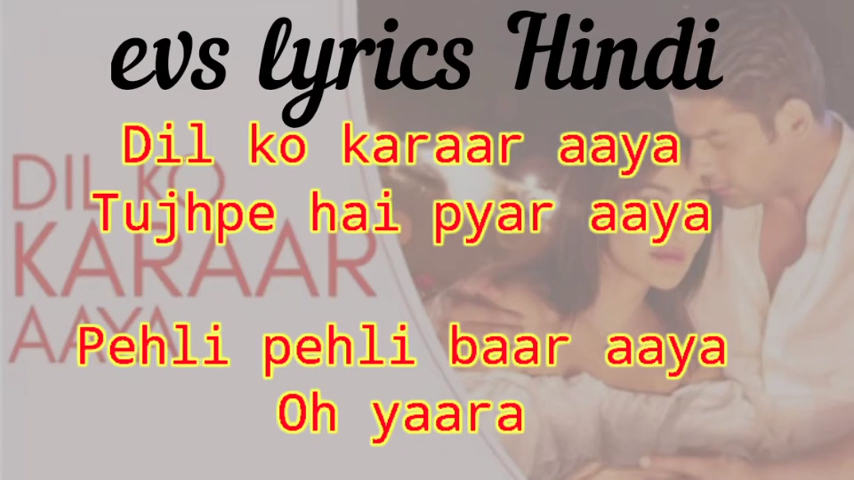 evs lyrics Hindi
Dil ko karaar aaya
Tujhpe hai pyar aaya
Pehli pehli baar aaya
Oh yaara
DIL KO
KARAAR
AAYA